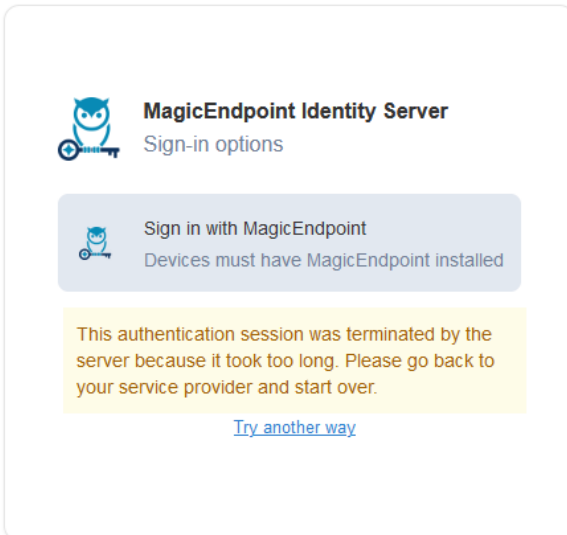 MagicEndpoint Identity Server
Sign-in options
Sign in with MagicEndpoint
Devices must have MagicEndpoint installed
This authentication session was terminated by the
server because it took too long. Please go back to
your service provider and start over.
Try another way